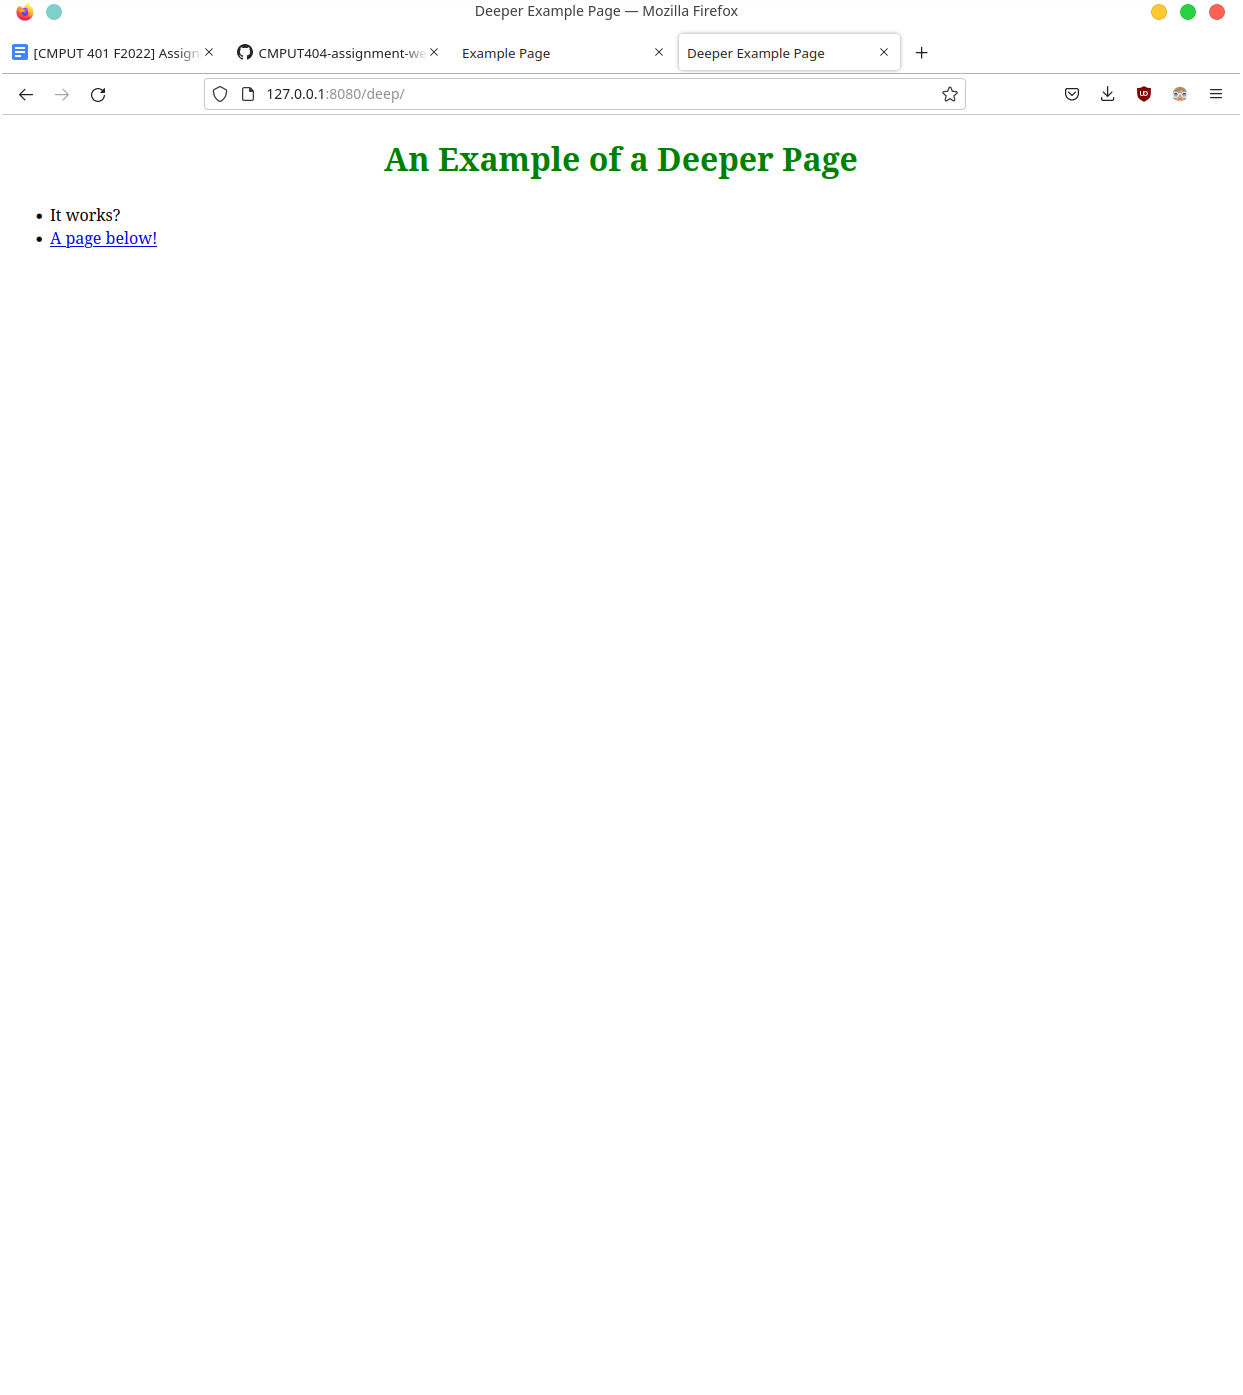 Deeper Example Page — Mozilla Firefox
[CMPUT 401 F2022] Assign
CMPUT404-assignment-we
Example Page
Deeper Example Page
127.0.0.1:8080/deep/
An Example of a Deeper Page
• It works?
• A page below!